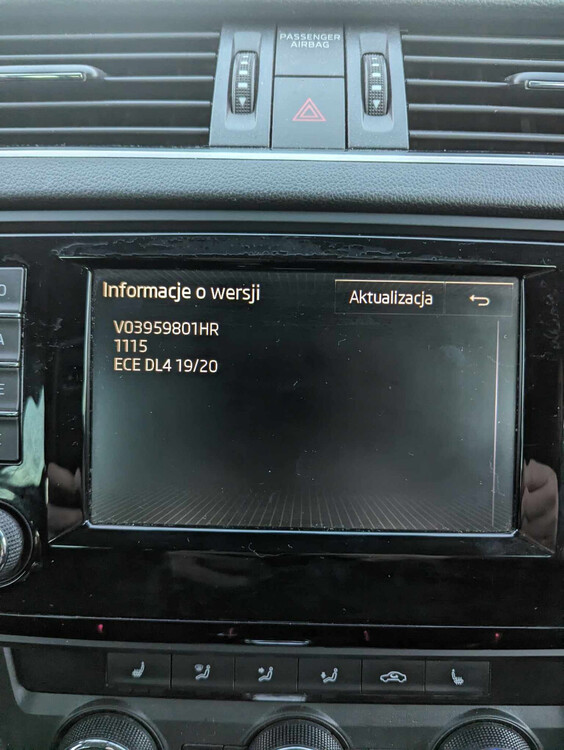 PASSENGER
AIRBAG
Informacje o wersji
Aktualizacja
V03959801HR
1115
ECE DL4 19/20